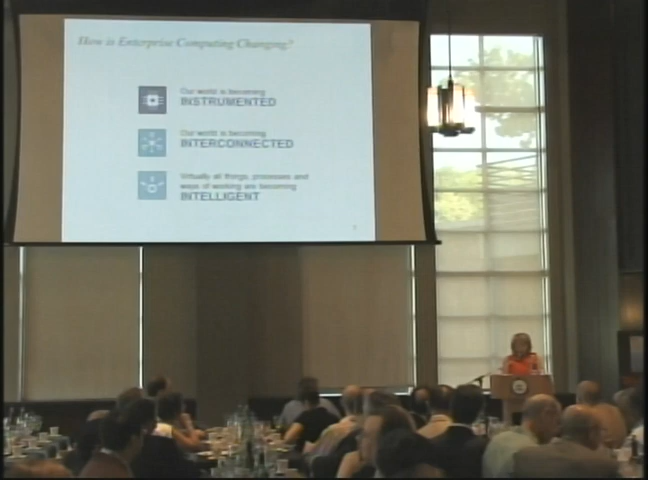 How is Enterprise Computing Changing?
Our world is becoming
INSTRUMENTED
Our world is becoming
INTERCONNECTED
Virtually all things, processes and
ways of working are becoming
INTELLIGENT